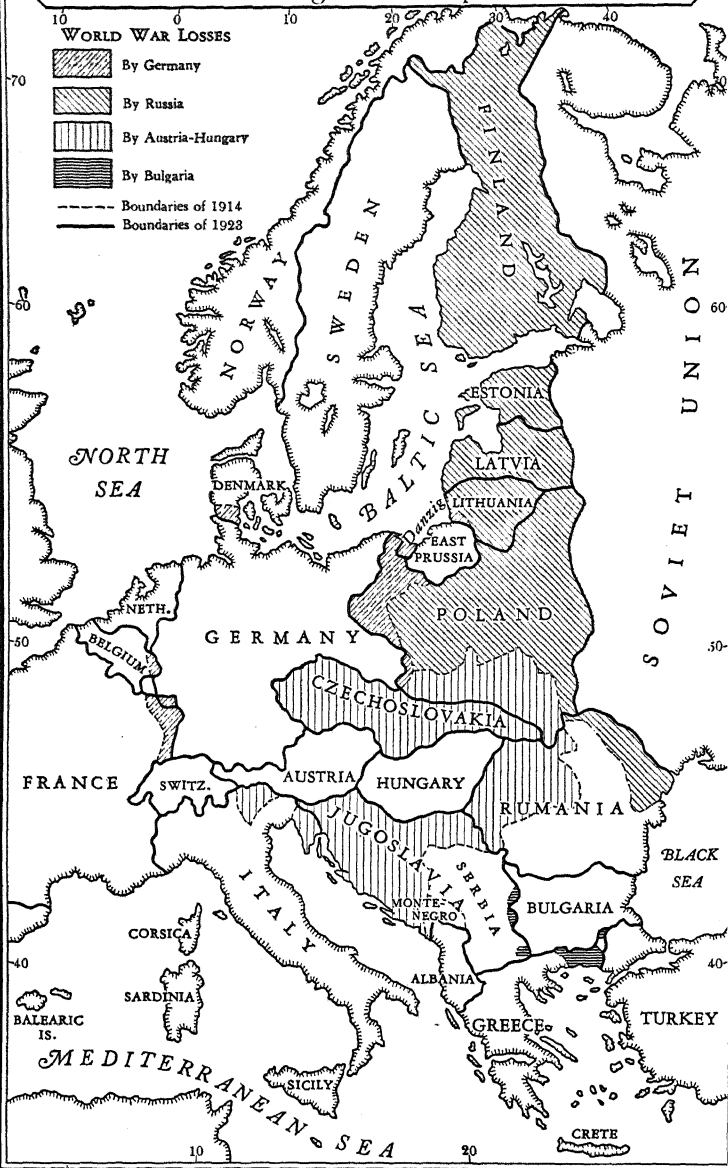 10 0 10 20 30 40
WORLD WAR LOSSES
By Germany
By Russia
By Austria-Hungary
By Bulgaria
Boundaries of 1914
Boundaries of 1923
70
FINLAND
NORWAY
SWEDEN
60 60
BALTIC SEA
SOVIET UNION
ESTONIA
NORTH
SEA
LATVIA
DENMARK
LITHUANIA
Danzig
EAST
PRUSSIA
NETH.
POLAND
50 50
BELGIUM
GERMANY
CZECHOSLOVAKIA
FRANCE
SWITZ.
AUSTRIA
HUNGARY
RUMANIA
JUGOSLAVIA
BLACK
SEA
ITALY
SERBIA
MONTE-
NEGRO
BULGARIA
CORSICA
40 40
ALBANIA
SARDINIA
BALEARIC
IS.
GREECE
TURKEY
MEDITERRANEAN SEA
SICILY
CRETE
10 20